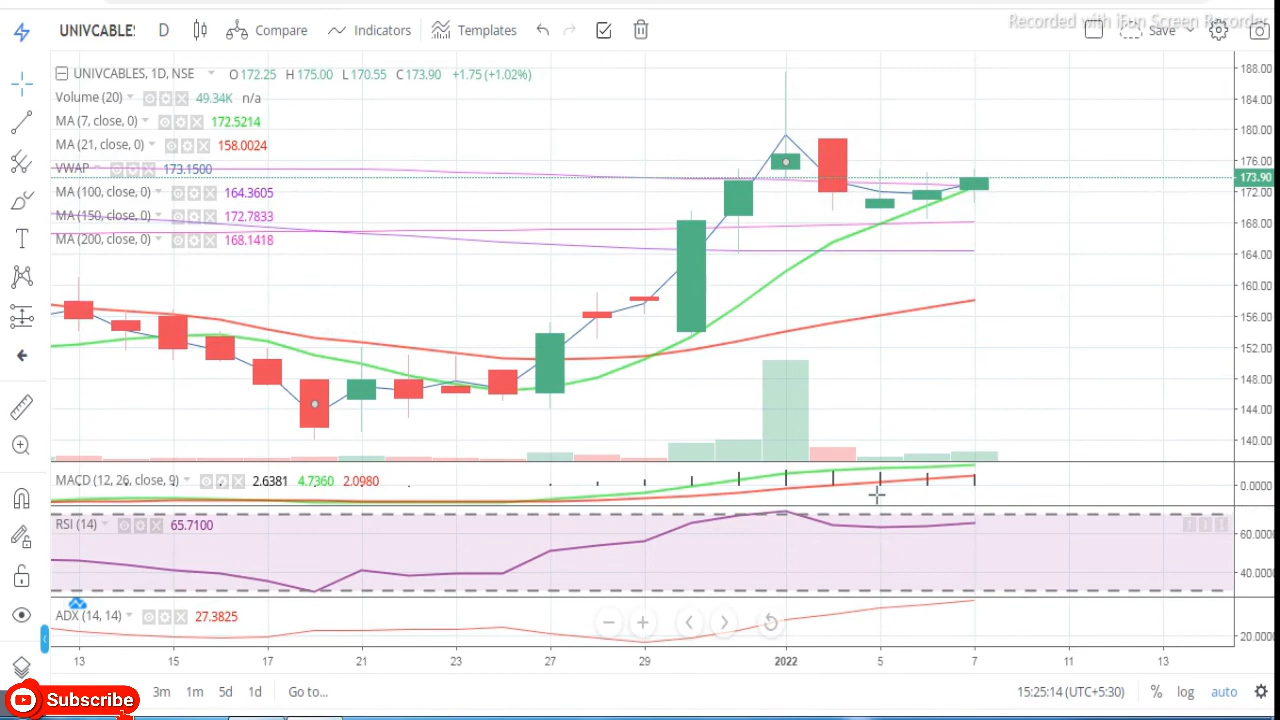 Recorded with iFun Screen Recorder
UNIVCABLES D Compare Indicators Templates Save
UNIVCABLES, 1D, NSE O172.25 H175.00 L170.55 C173.90 +1.75 (+1.02%)
Volume (20) 49.34K n/a
MA (7, close, 0) 172.5214
MA (21, close, 0) 158.0024
VWAP 173.1500
MA (100, close, 0) 164.3605
MA (150, close, 0) 172.7833
MA (200, close, 0) 168.1418
188.00
184.00
180.00
176.00
173.90
172.00
168.00
164.00
160.00
156.00
152.00
148.00
144.00
140.00
MACD (12, 26, close, 9) 2.6381 4.7360 2.0980
0.0000
RSI (14) 65.7100
60.0000
40.0000
ADX (14, 14) 27.3825
20.0000
13 15 17 21 23 27 29 2022 5 7 11 13
Subscribe
3m 1m 5d 1d Go to... 15:25:14 (UTC+5:30) % log auto